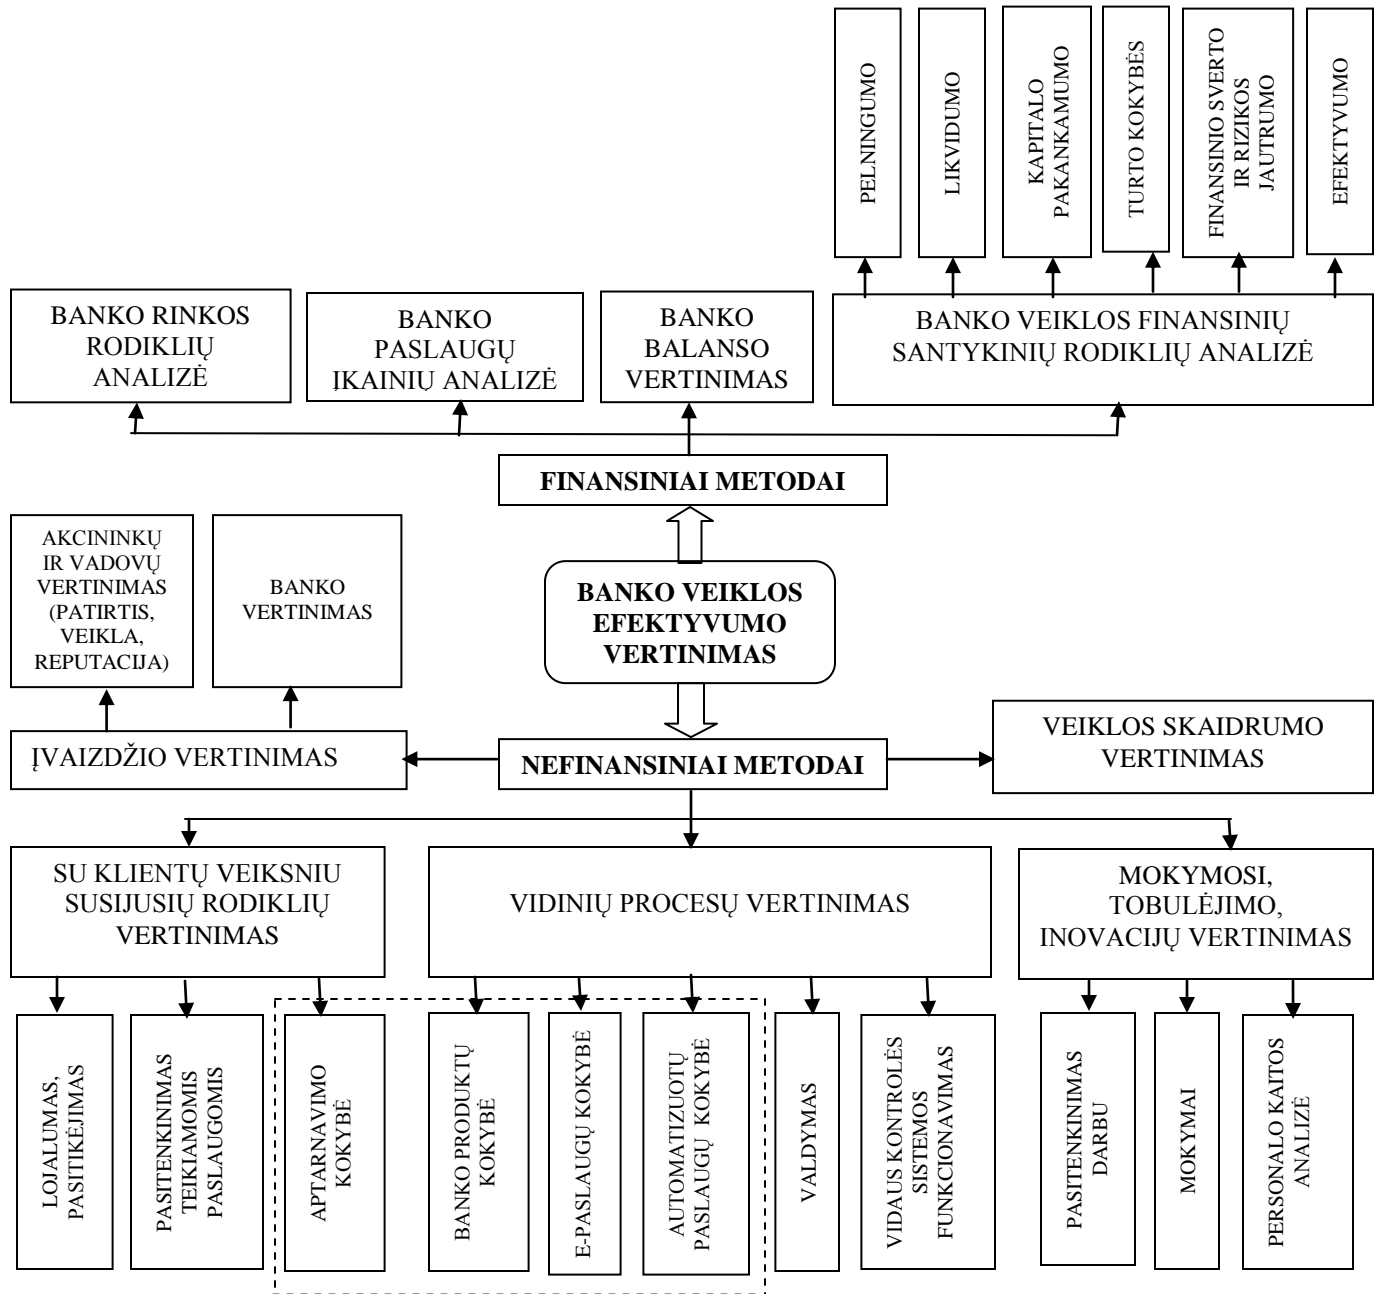 PELNINGUMO
LIKVIDUMO
KAPITALO
PAKANKAMUMO
TURTO KOKYBĖS
FINANSINIO SVERTO
IR RIZIKOS
JAUTRUMO
EFEKTYVUMO
BANKO RINKOS
RODIKLIŲ
ANALIZĖ
BANKO
PASLAUGŲ
ĮKAINIŲ ANALIZĖ
BANKO
BALANSO
VERTINIMAS
BANKO VEIKLOS FINANSINIŲ
SANTYKINIŲ RODIKLIŲ ANALIZĖ
FINANSINIAI METODAI
AKCININKŲ
IR VADOVŲ
VERTINIMAS
(PATIRTIS,
VEIKLA,
REPUTACIJA)
BANKO
VERTINIMAS
BANKO VEIKLOS
EFEKTYVUMO
VERTINIMAS
ĮVAIZDŽIO VERTINIMAS
NEFINANSINIAI METODAI
VEIKLOS SKAIDRUMO
VERTINIMAS
SU KLIENTŲ VEIKSNIU
SUSIJUSIŲ RODIKLIŲ
VERTINIMAS
VIDINIŲ PROCESŲ VERTINIMAS
MOKYMOSI,
TOBULĖJIMO,
INOVACIJŲ VERTINIMAS
LOJALUMAS,
PASITIKĖJIMAS
PASITENKINIMAS
TEIKIAMOMIS
PASLAUGOMIS
APTARNAVIMO
KOKYBĖ
BANKO PRODUKTŲ
KOKYBĖ
E-PASLAUGŲ KOKYBĖ
AUTOMATIZUOTŲ
PASLAUGŲ KOKYBĖ
VALDYMAS
VIDAUS KONTROLĖS
SISTEMOS
FUNKCIONAVIMAS
PASITENKINIMAS
DARBU
MOKYMAI
PERSONALO KAITOS
ANALIZĖ